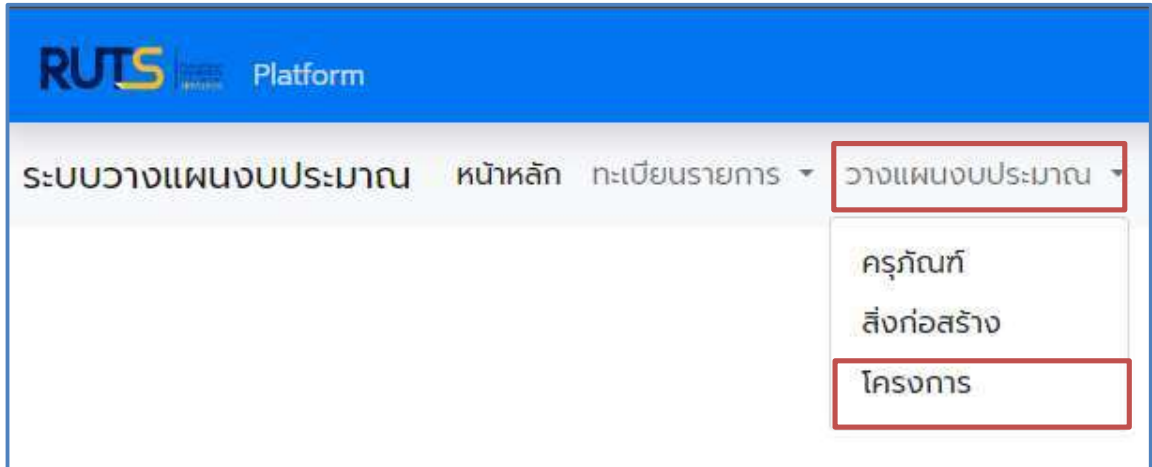 RUTS Platform
ระบบวางแผนงบประมาณ หน้าหลัก ทะเบียนรายการ วางแผนงบประมาณ
ครุภัณฑ์
สิ่งก่อสร้าง
โครงการ